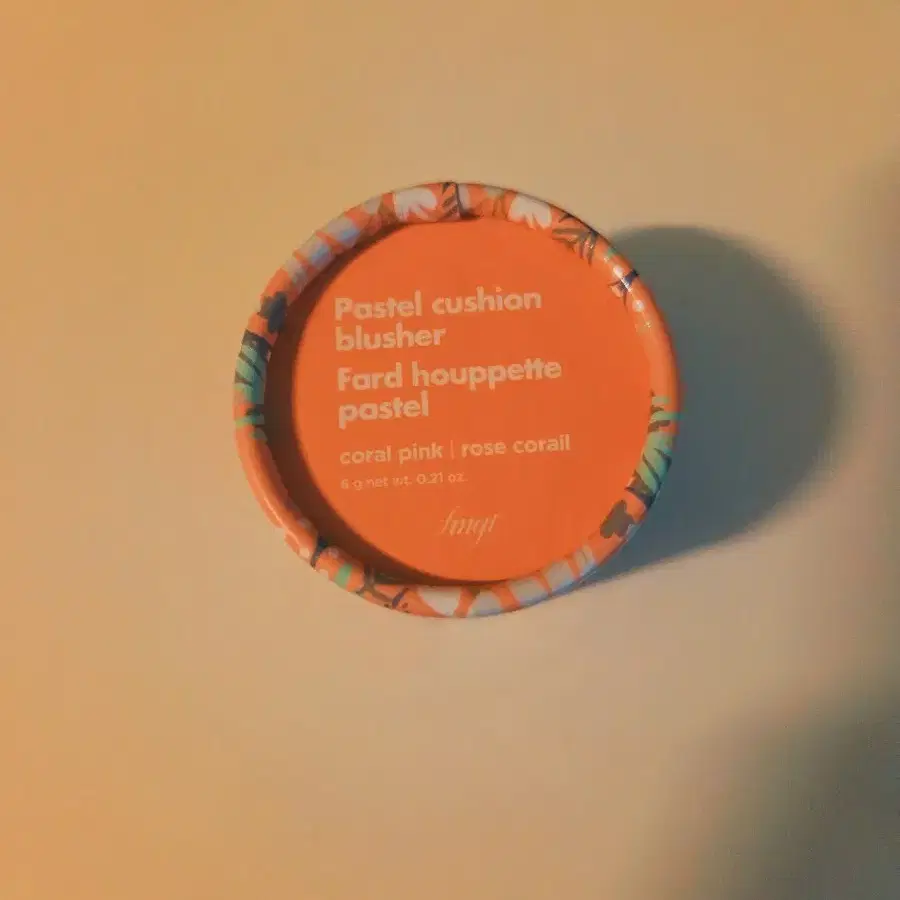 Pastel cushion
blusher
Fard houppette
pastel
coral pink | rose corail
6 g net wt. 0.21 oz.
fmgt